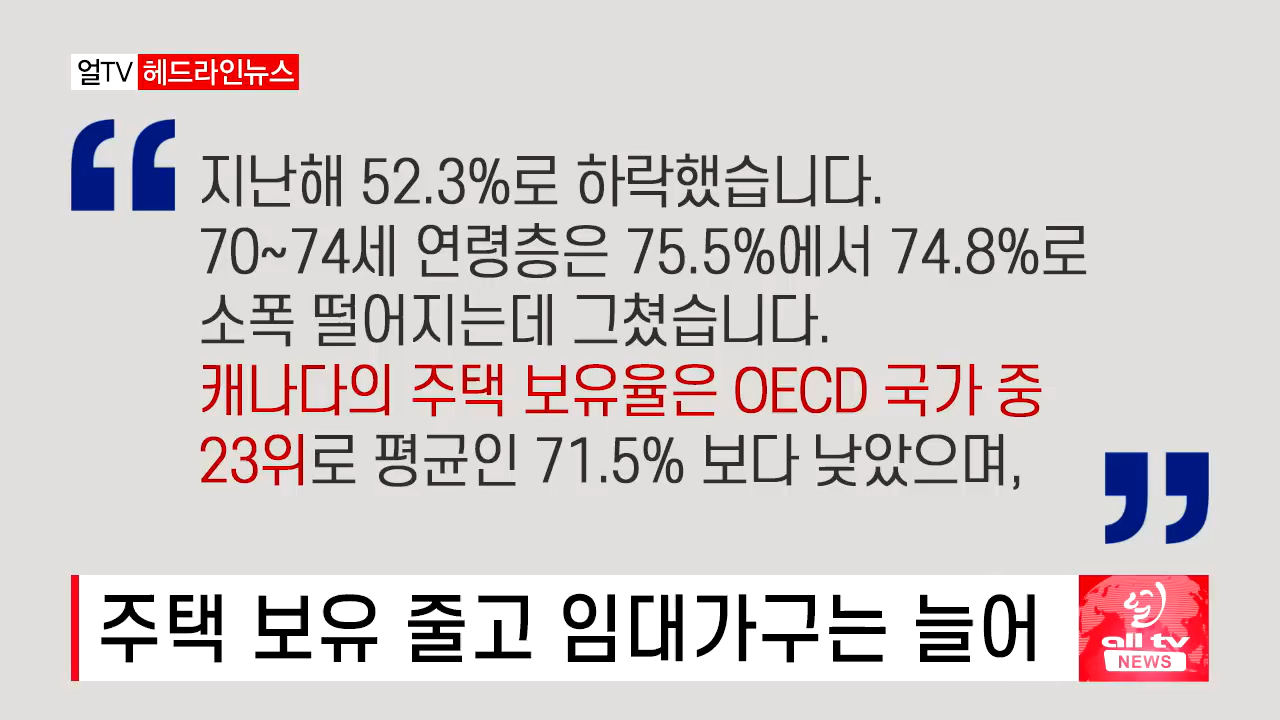 얼TV 헤드라인뉴스
“
지난해 52.3%로 하락했습니다.
70~74세 연령층은 75.5%에서 74.8%로
소폭 떨어지는데 그쳤습니다.
캐나다의 주택 보유율은 OECD 국가 중
23위로 평균인 71.5% 보다 낮았으며,
”
주택 보유 줄고 임대가구는 늘어
all tv
NEWS